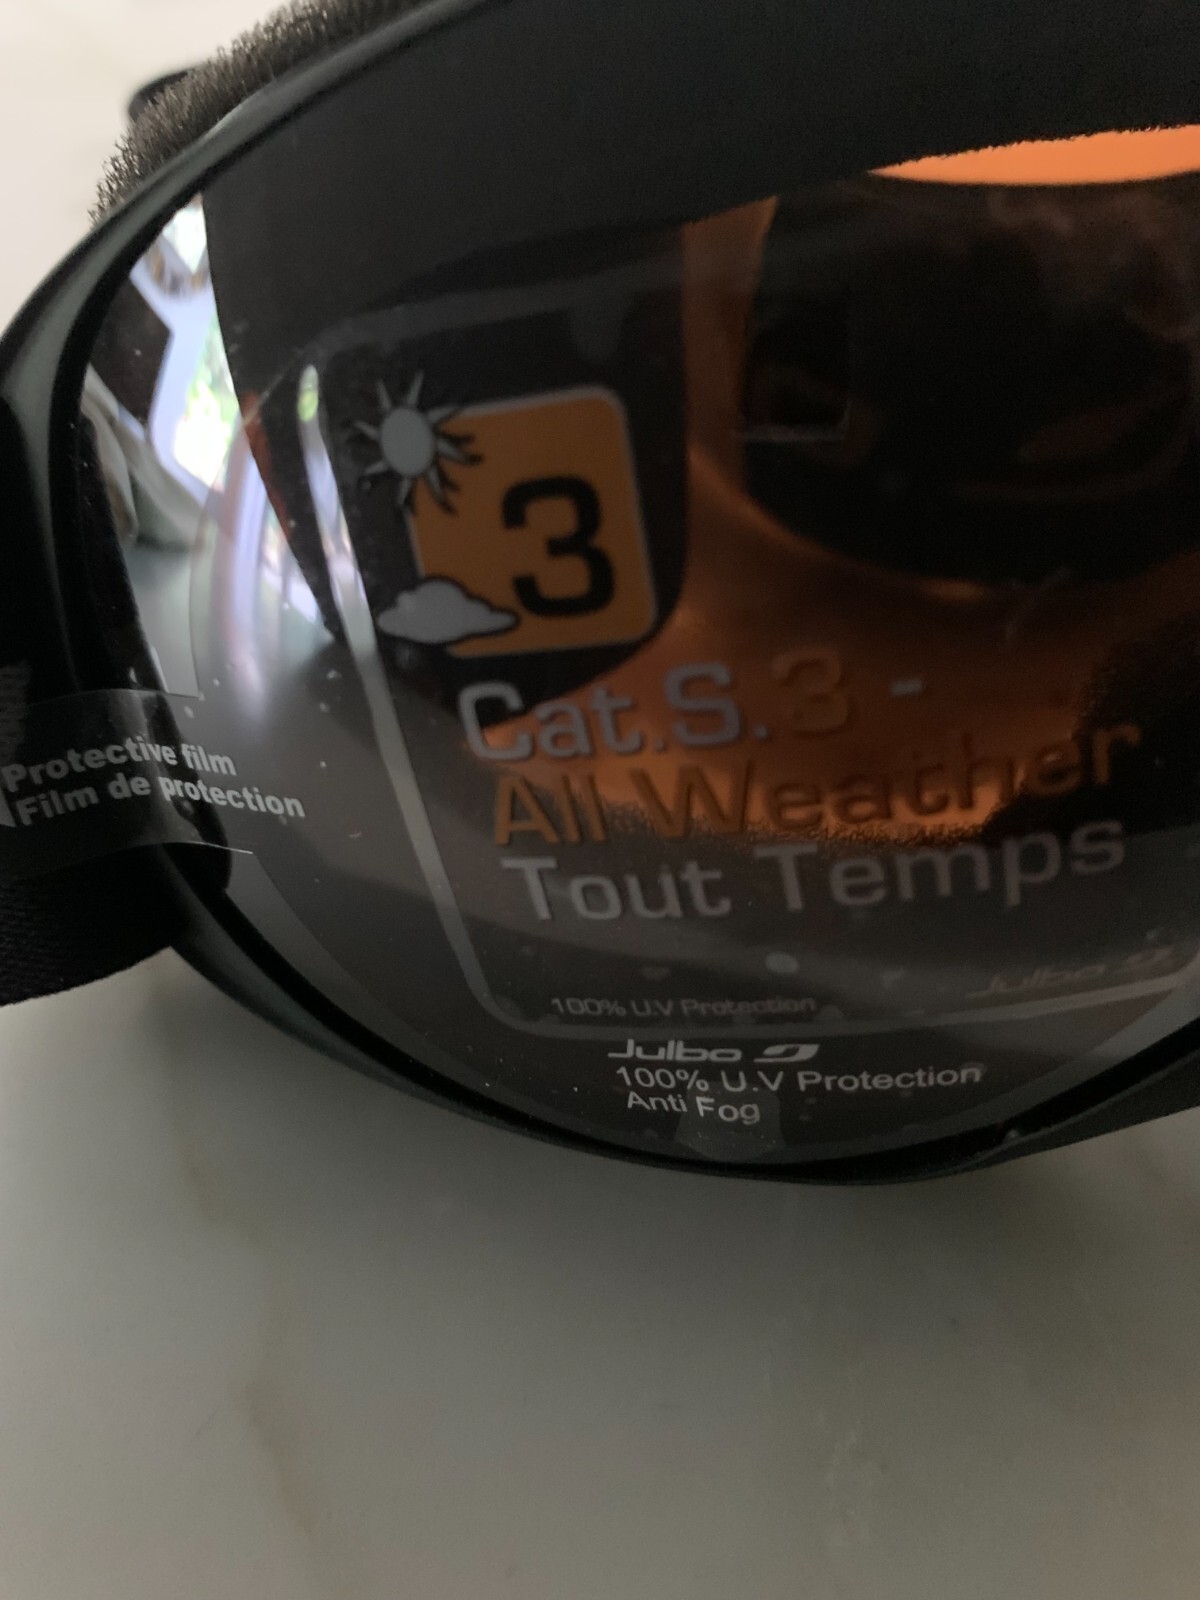 3
Cat.S.3 -
All Weather
Tout Temps
Protective film
Film de protection
100% U.V Protection
Julbo
Julbo
100% U.V Protection
Anti Fog